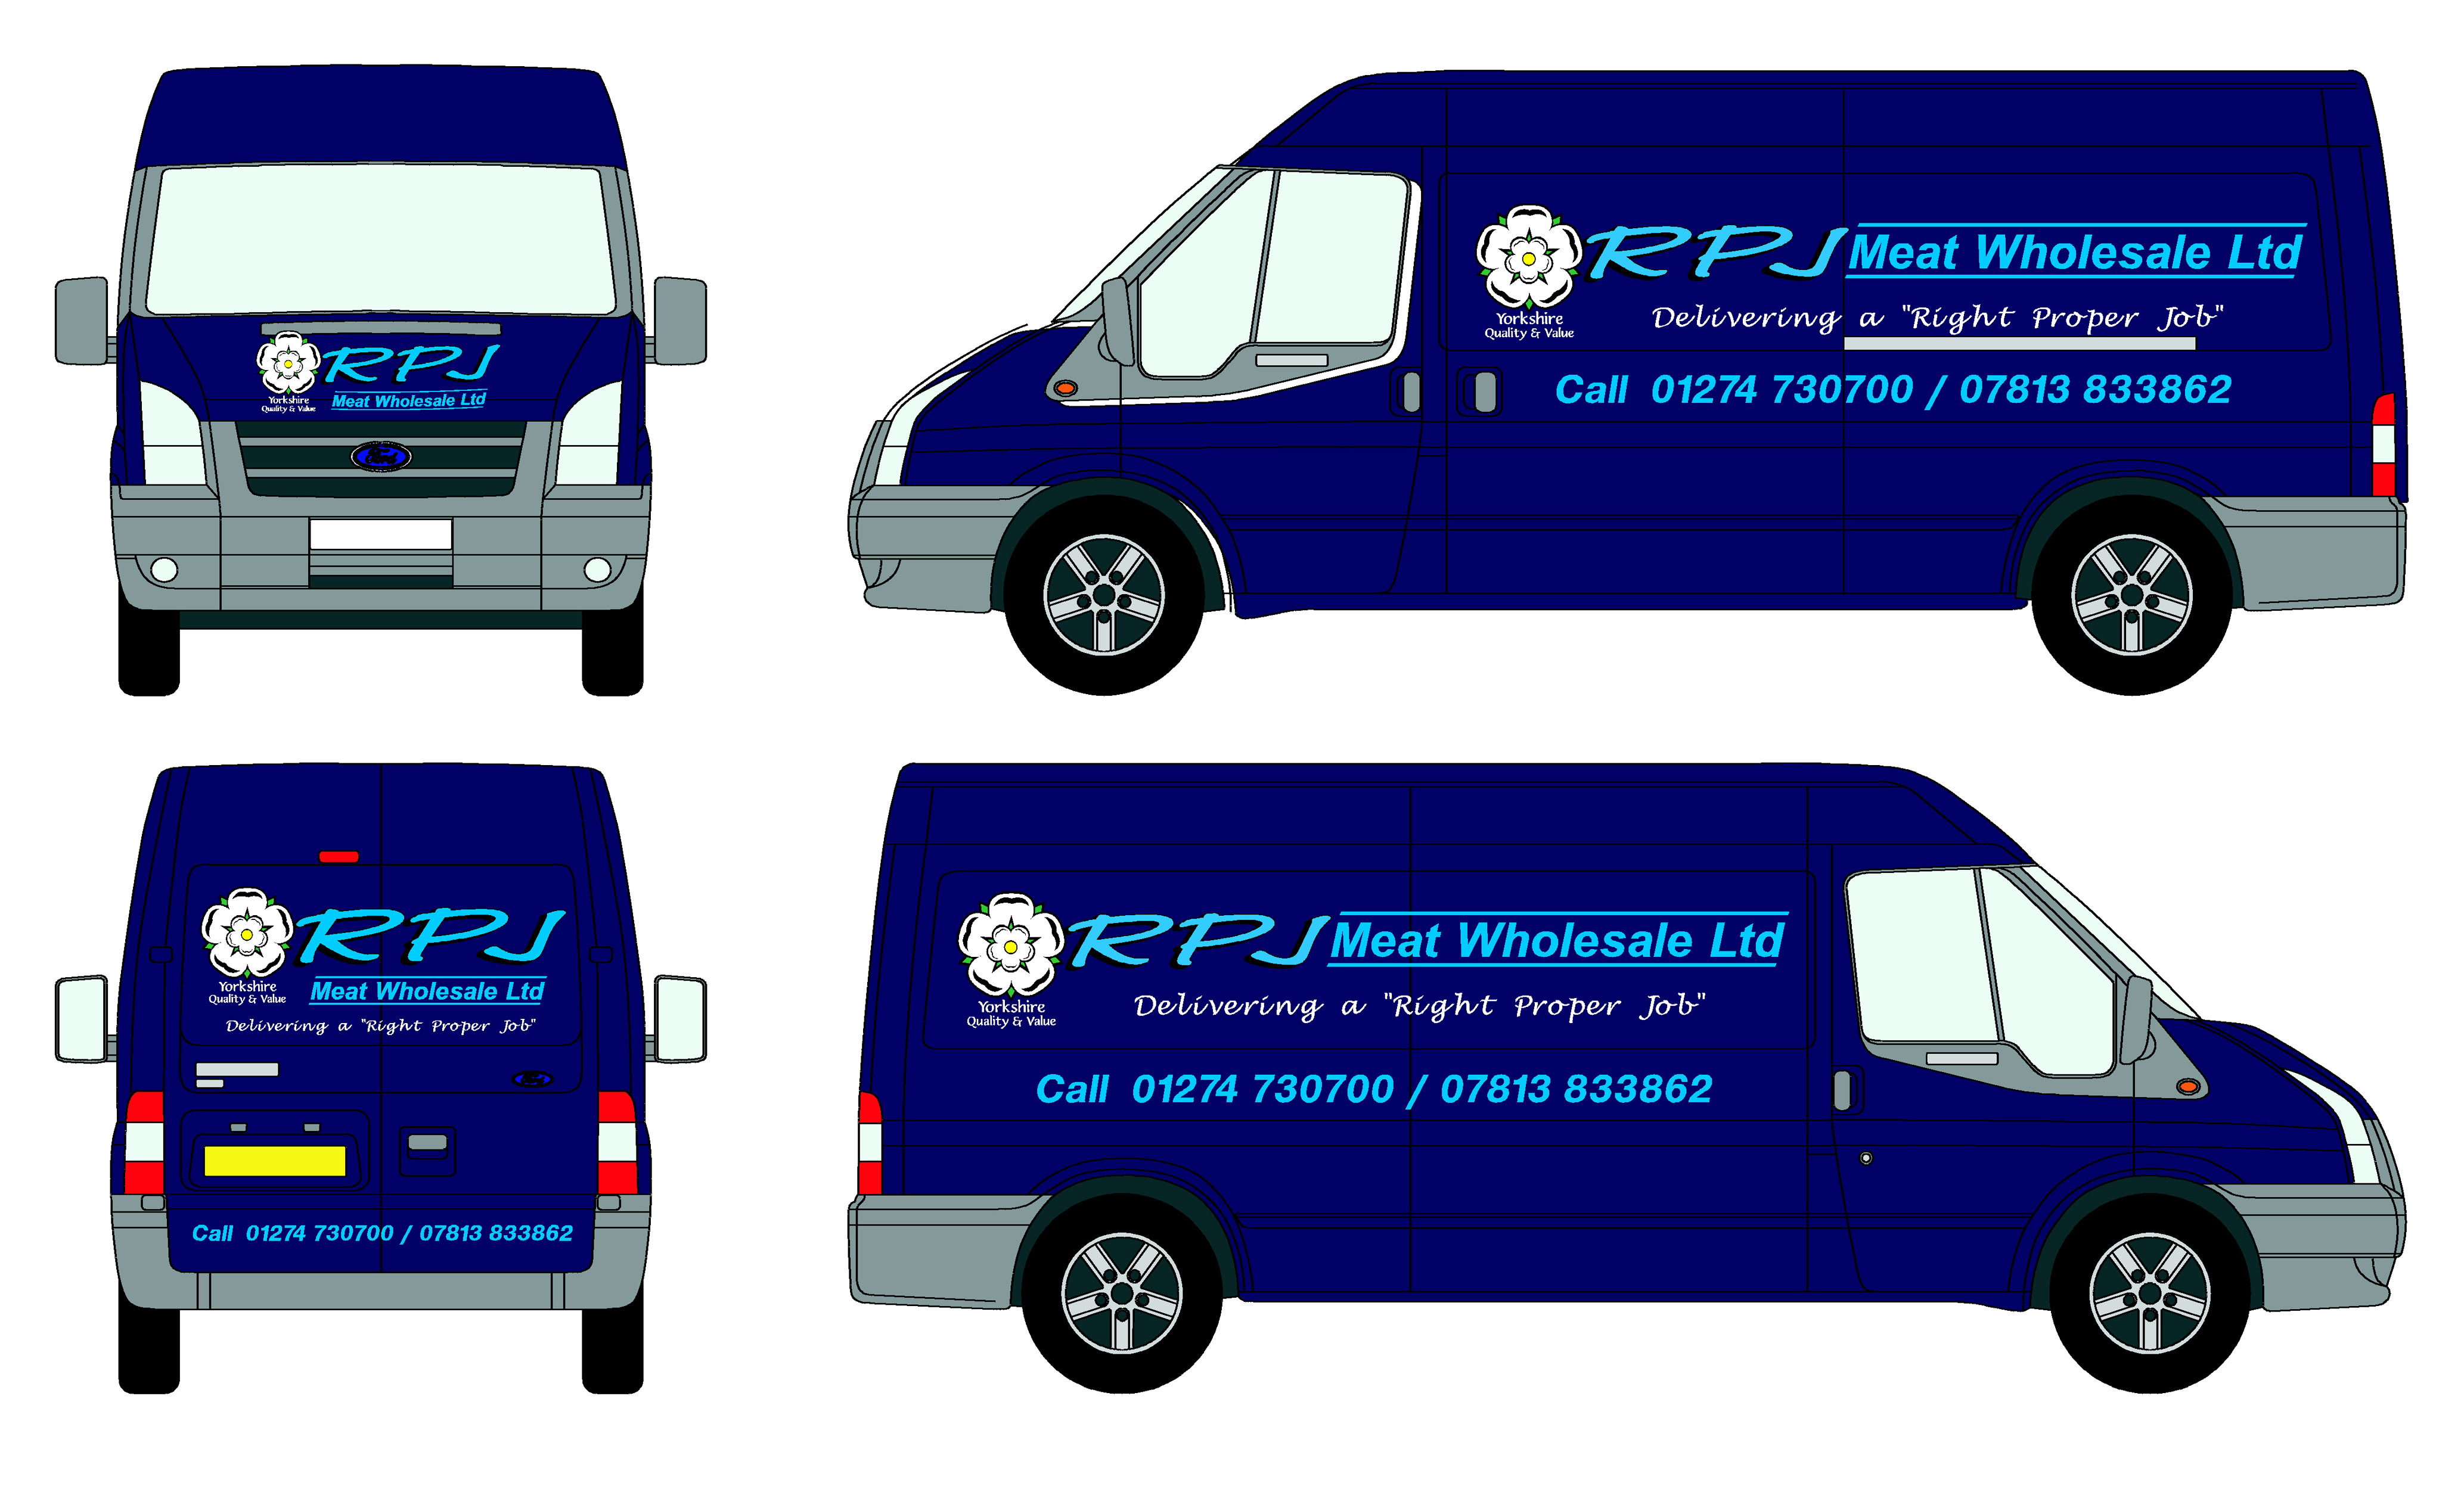 RPJ
Meat Wholesale Ltd
Yorkshire
Quality & Value
Ford
RPJ Meat Wholesale Ltd
Yorkshire
Quality & Value
Delivering a "Right Proper Job"
Call 01274 730700 / 07813 833862
RPJ
Meat Wholesale Ltd
Yorkshire
Quality & Value
Delivering a "Right Proper Job"
Call 01274 730700 / 07813 833862
RPJ Meat Wholesale Ltd
Yorkshire
Quality & Value
Delivering a "Right Proper Job"
Call 01274 730700 / 07813 833862